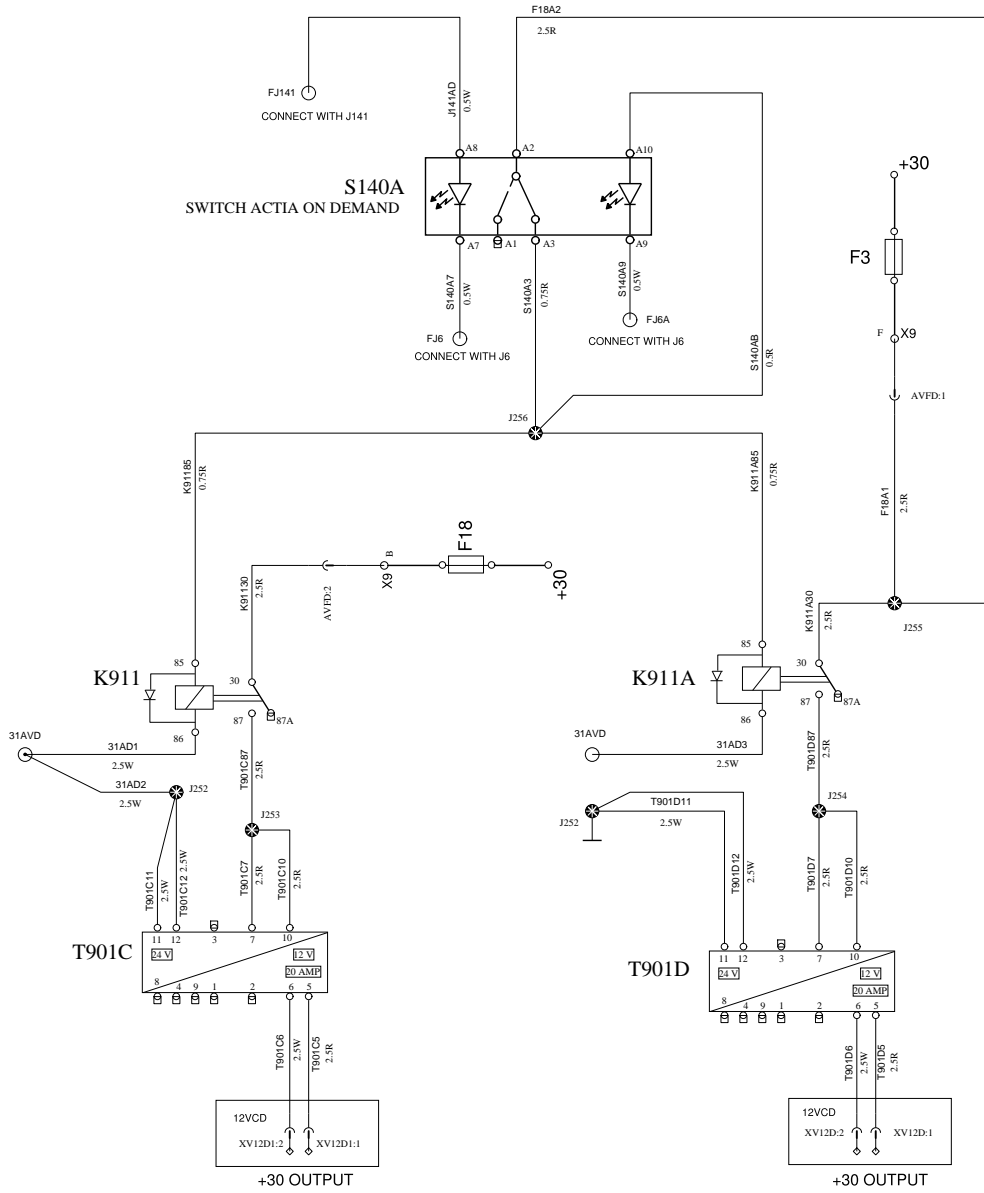 F18A2
2.5R
FJ141
CONNECT WITH J141
J141AD
0.5W
A8
A2
A10
S140A
SWITCH ACTIA ON DEMAND
A7
A1
A3
A9
S140A7
0.5W
S140A3
0.75R
S140A9
0.5W
FJ6
CONNECT WITH J6
FJ6A
CONNECT WITH J6
S140AB
0.5R
+30
F3
F
X9
AVFD:1
F18A1
2.5R
J256
K91185
0.75R
K911A85
0.75R
K91130
2.5R
AVFD:2
X9
B
F18
+30
K911A30
2.5R
J255
85
K911
30
87
87A
86
85
K911A
30
87
87A
86
31AVD
31AD1
2.5W
31AD2
2.5W
J252
T901C87
2.5R
J253
31AVD
31AD3
2.5W
T901D87
2.5R
J254
J252
T901D11
2.5W
T901C11
2.5W
T901C12
2.5W
T901C7
2.5R
T901C10
2.5R
T901D12
2.5W
T901D7
2.5R
T901D10
2.5R
T901C
11
12
3
7
10
24 V
12 V
20 AMP
8
4
9
1
2
6
5
T901D
11
12
3
7
10
24 V
12 V
20 AMP
8
4
9
1
2
6
5
T901C6
2.5W
T901C5
2.5R
T901D6
2.5W
T901D5
2.5R
12VCD
XV12D1:2
XV12D1:1
+30 OUTPUT
12VCD
XV12D:2
XV12D:1
+30 OUTPUT